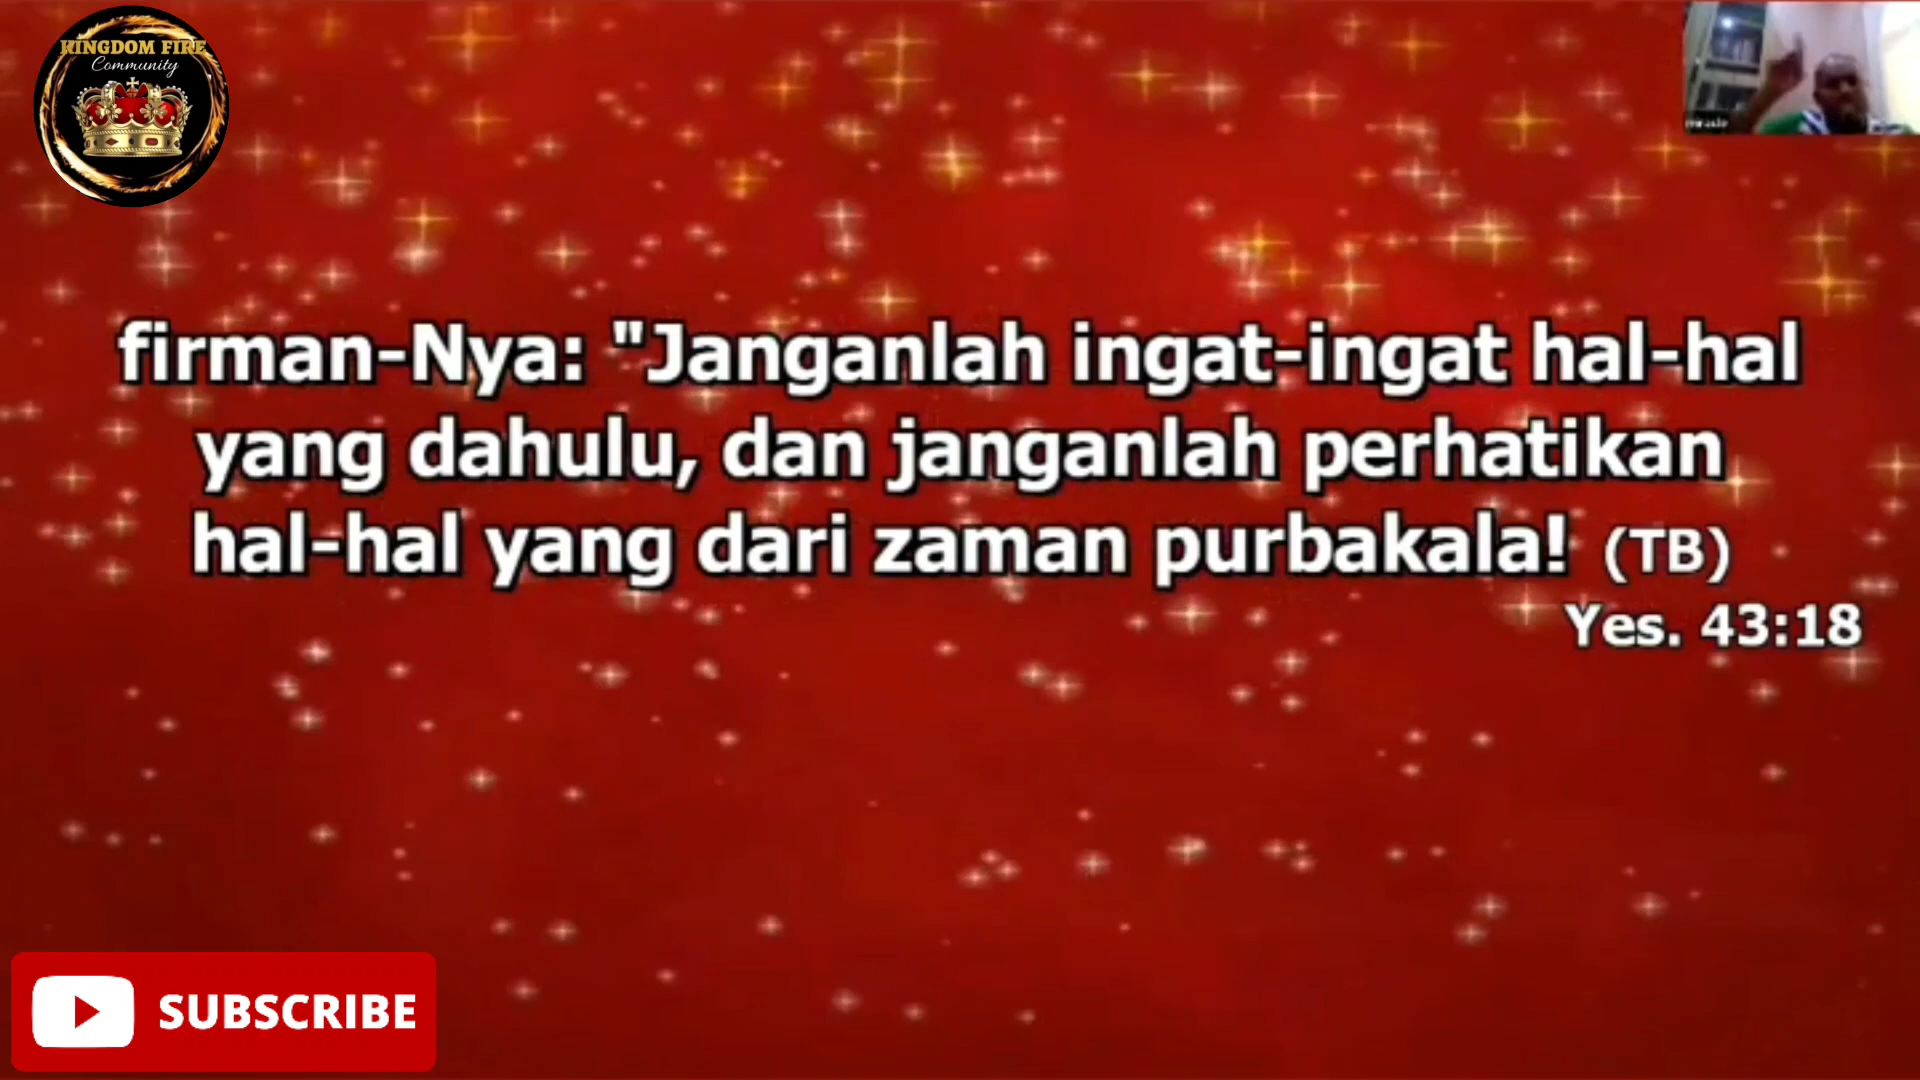 KINGDOM FIRE
Community
firman-Nya: "Janganlah ingat-ingat hal-hal
yang dahulu, dan janganlah perhatikan
hal-hal yang dari zaman purbakala! (TB)
Yes. 43:18
SUBSCRIBE